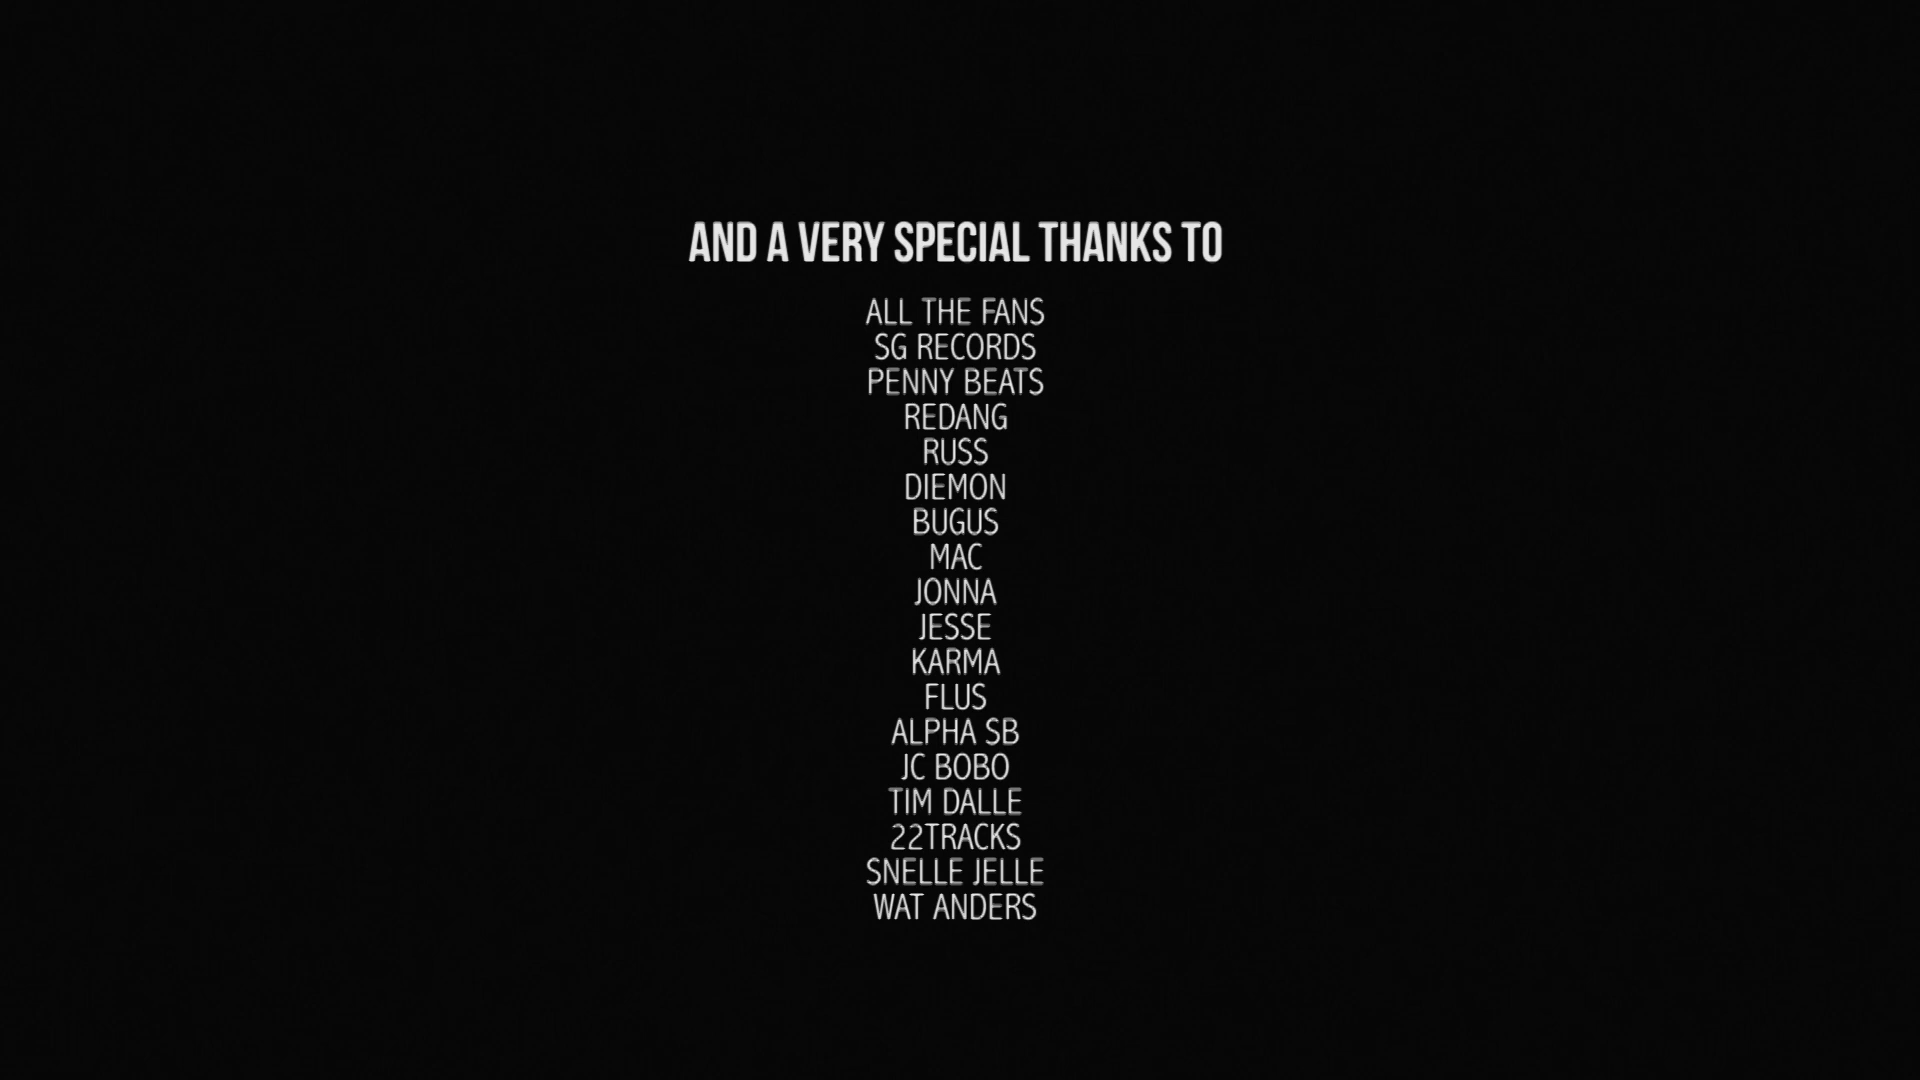 AND A VERY SPECIAL THANKS TO
ALL THE FANS
SG RECORDS
PENNY BEATS
REDANG
RUSS
DIEMON
BUGUS
MAC
JONNA
JESSE
KARMA
FLUS
ALPHA SB
JC BOBO
TIM DALLE
22TRACKS
SNELLE JELLE
WAT ANDERS